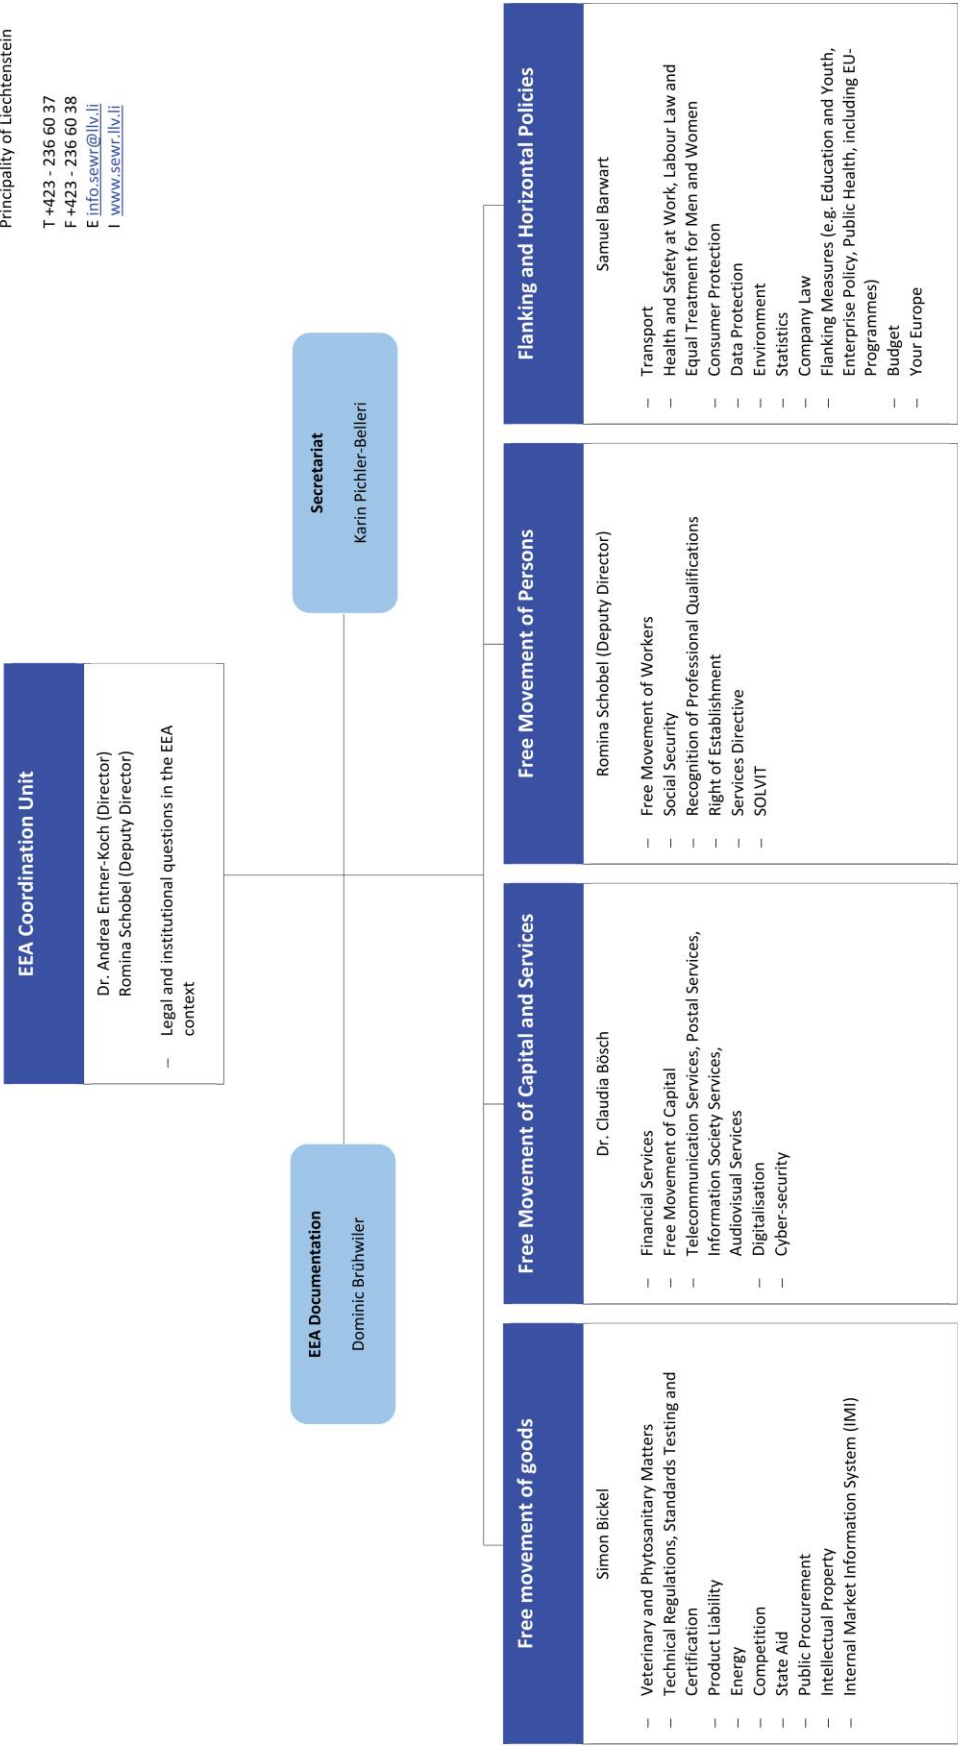 Principality of Liechtenstein
T +423 - 236 60 37
F +423 - 236 60 38
E info.sewr@llv.li
I www.sewr.llv.li
EEA Coordination Unit
Dr. Andrea Entner-Koch (Director)
Romina Schobel (Deputy Director)
– Legal and institutional questions in the EEA
context
EEA Documentation
Dominic Brühwiler
Secretariat
Karin Pichler-Belleri
Free movement of goods
Simon Bickel
– Veterinary and Phytosanitary Matters
– Technical Regulations, Standards Testing and
Certification
– Product Liability
– Energy
– Competition
– State Aid
– Public Procurement
– Intellectual Property
– Internal Market Information System (IMI)
Free Movement of Capital and Services
Dr. Claudia Bösch
– Financial Services
– Free Movement of Capital
– Telecommunication Services, Postal Services,
Information Society Services,
Audiovisual Services
– Digitalisation
– Cyber-security
Free Movement of Persons
Romina Schobel (Deputy Director)
– Free Movement of Workers
– Social Security
– Recognition of Professional Qualifications
– Right of Establishment
– Services Directive
– SOLVIT
Flanking and Horizontal Policies
Samuel Barwart
– Transport
– Health and Safety at Work, Labour Law and
Equal Treatment for Men and Women
– Consumer Protection
– Data Protection
– Environment
– Statistics
– Company Law
– Flanking Measures (e.g. Education and Youth,
Enterprise Policy, Public Health, including EU-
Programmes)
– Budget
– Your Europe